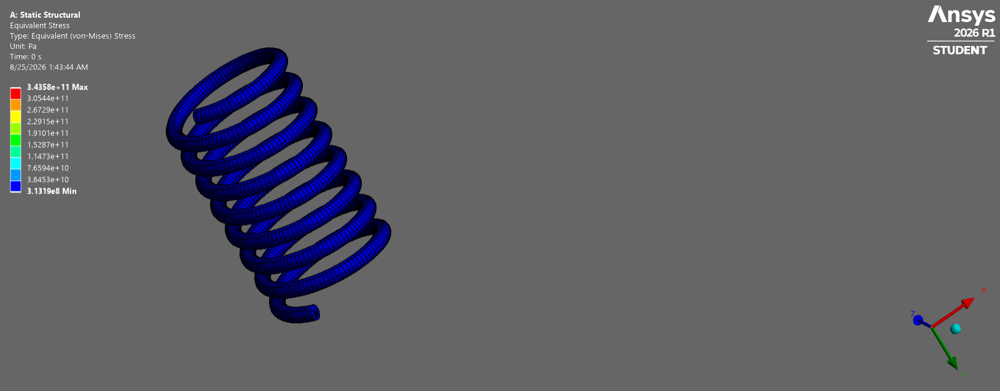 A: Static Structural
Equivalent Stress
Type: Equivalent (von-Mises) Stress
Unit: Pa
Time: 0 s
8/25/2026 1:43:44 AM
3.4358e+11 Max
3.0544e+11
2.6729e+11
2.2915e+11
1.9101e+11
1.5287e+11
1.1473e+11
7.6594e+10
3.8453e+10
3.1319e8 Min
Ansys
2026 R1
STUDENT
X
Z
Y